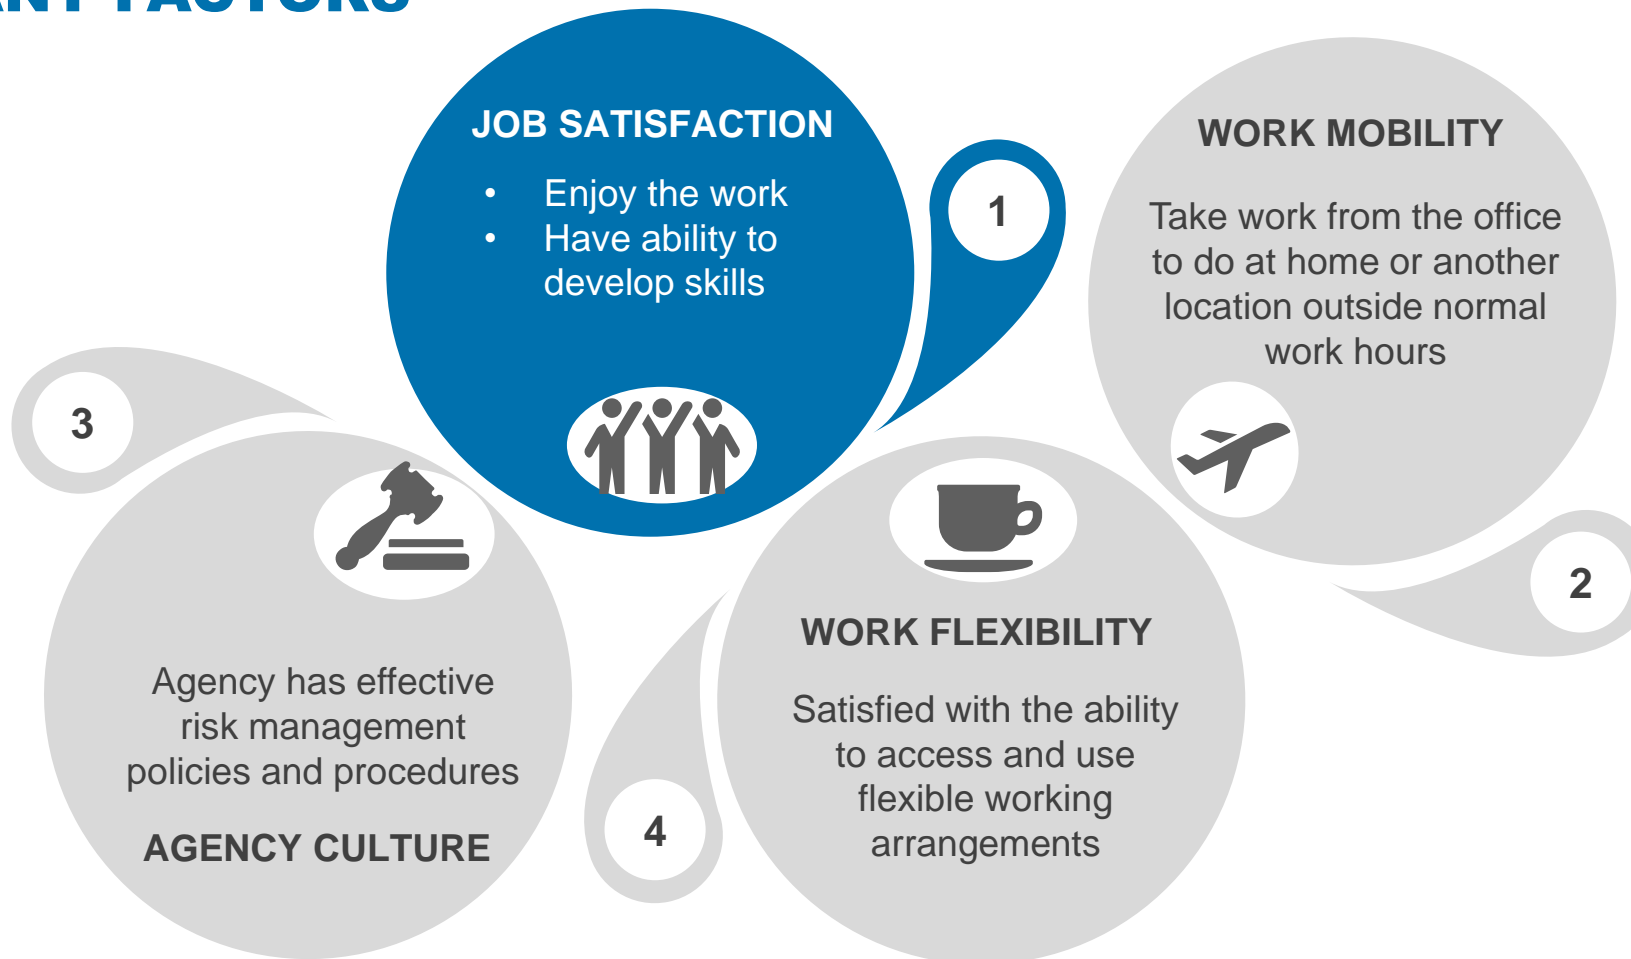 FACTORS
JOB SATISFACTION
• Enjoy the work
• Have ability to
develop skills
1
WORK MOBILITY
Take work from the office
to do at home or another
location outside normal
work hours
2
3
Agency has effective
risk management
policies and procedures
AGENCY CULTURE
4
WORK FLEXIBILITY
Satisfied with the ability
to access and use
flexible working
arrangements